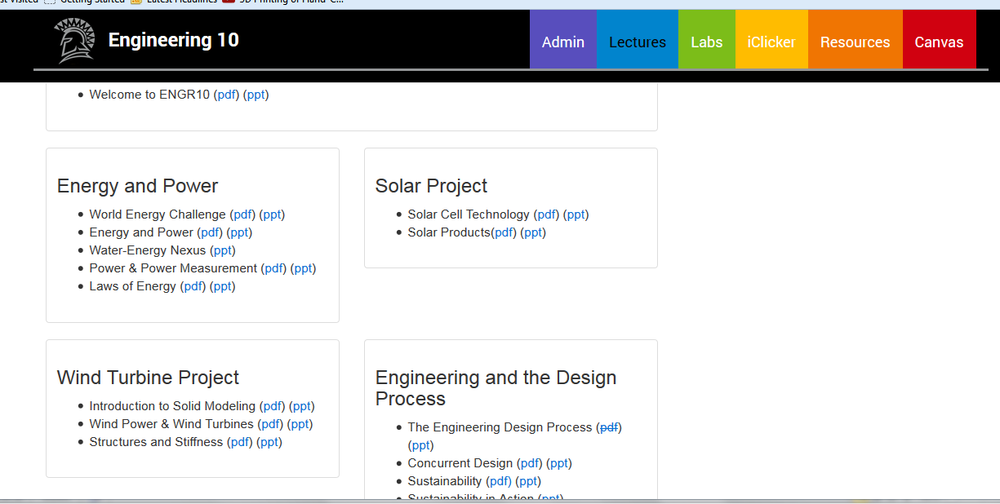 st Visited Getting Started Latest Headlines 3D Printing of Hand-C...
Engineering 10
Admin Lectures Labs iClicker Resources Canvas
Welcome to ENGR10 (pdf) (ppt)
Energy and Power
World Energy Challenge (pdf) (ppt)
Energy and Power (pdf) (ppt)
Water-Energy Nexus (ppt)
Power & Power Measurement (pdf) (ppt)
Laws of Energy (pdf) (ppt)
Solar Project
Solar Cell Technology (pdf) (ppt)
Solar Products(pdf) (ppt)
Wind Turbine Project
Introduction to Solid Modeling (pdf) (ppt)
Wind Power & Wind Turbines (pdf) (ppt)
Structures and Stiffness (pdf) (ppt)
Engineering and the Design
Process
The Engineering Design Process (pdf)
(ppt)
Concurrent Design (pdf) (ppt)
Sustainability (pdf) (ppt)
Sustainability in Action (ppt)